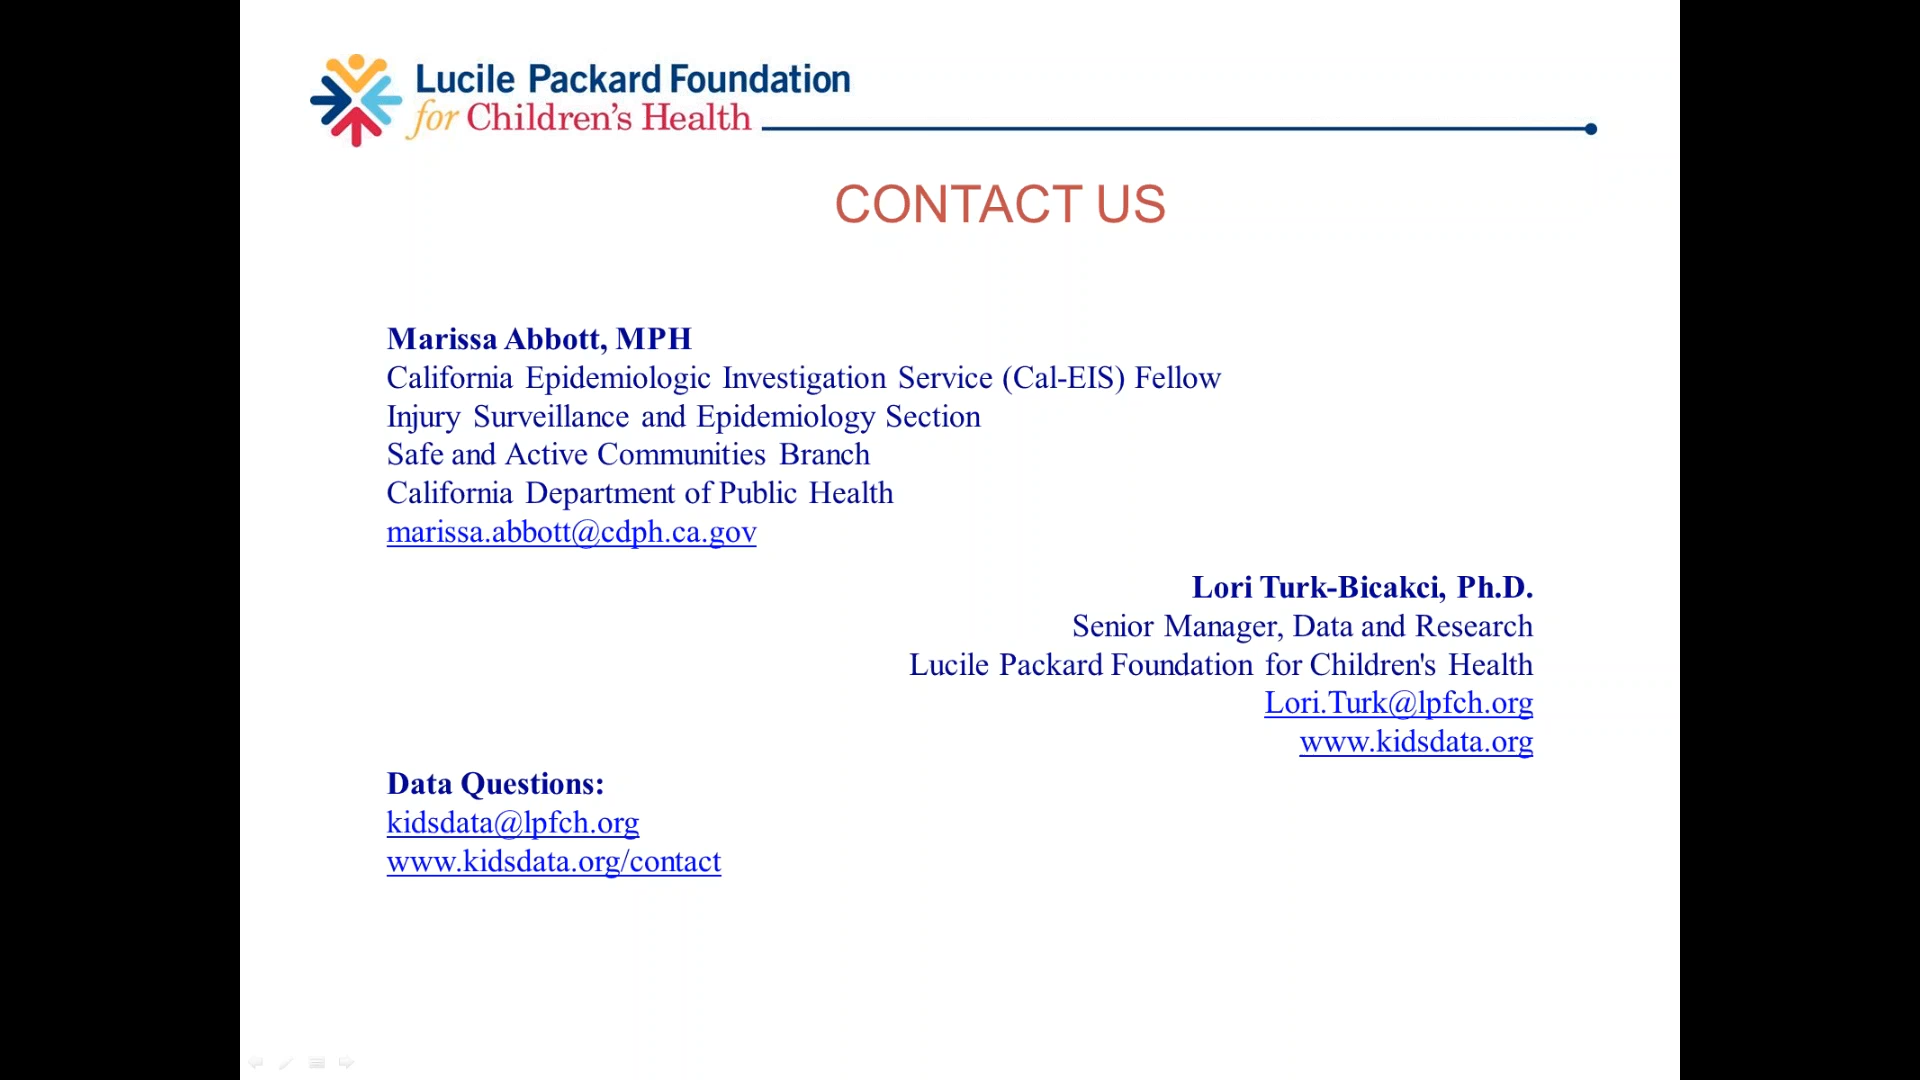 Lucile Packard Foundation
for Children's Health
CONTACT US
Marissa Abbott, MPH
California Epidemiologic Investigation Service (Cal-EIS) Fellow
Injury Surveillance and Epidemiology Section
Safe and Active Communities Branch
California Department of Public Health
marissa.abbott@cdph.ca.gov
Lori Turk-Bicakci, Ph.D.
Senior Manager, Data and Research
Lucile Packard Foundation for Children's Health
Lori.Turk@lpfch.org
www.kidsdata.org
Data Questions:
kidsdata@lpfch.org
www.kidsdata.org/contact